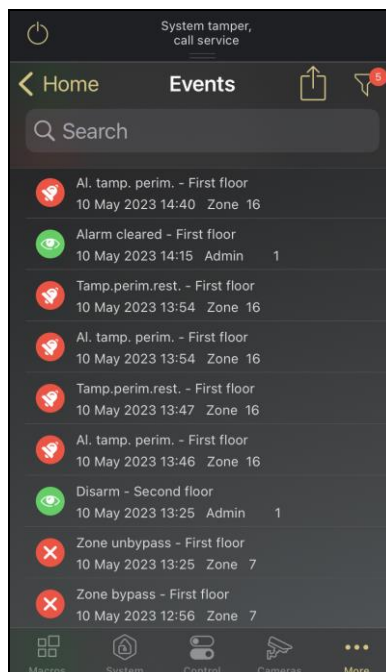 System tamper,
call service
Home
Events
5
Search
Al. tamp. perim. - First floor
10 May 2023 14:40 Zone 16
Alarm cleared - First floor
10 May 2023 14:15 Admin 1
Tamp.perim.rest. - First floor
10 May 2023 13:54 Zone 16
Al. tamp. perim. - First floor
10 May 2023 13:54 Zone 16
Tamp.perim.rest. - First floor
10 May 2023 13:47 Zone 16
Al. tamp. perim. - First floor
10 May 2023 13:46 Zone 16
Disarm - Second floor
10 May 2023 13:25 Admin 1
Zone unbypass - First floor
10 May 2023 13:25 Zone 7
Zone bypass - First floor
10 May 2023 12:56 Zone 7
Macros System Control Cameras More